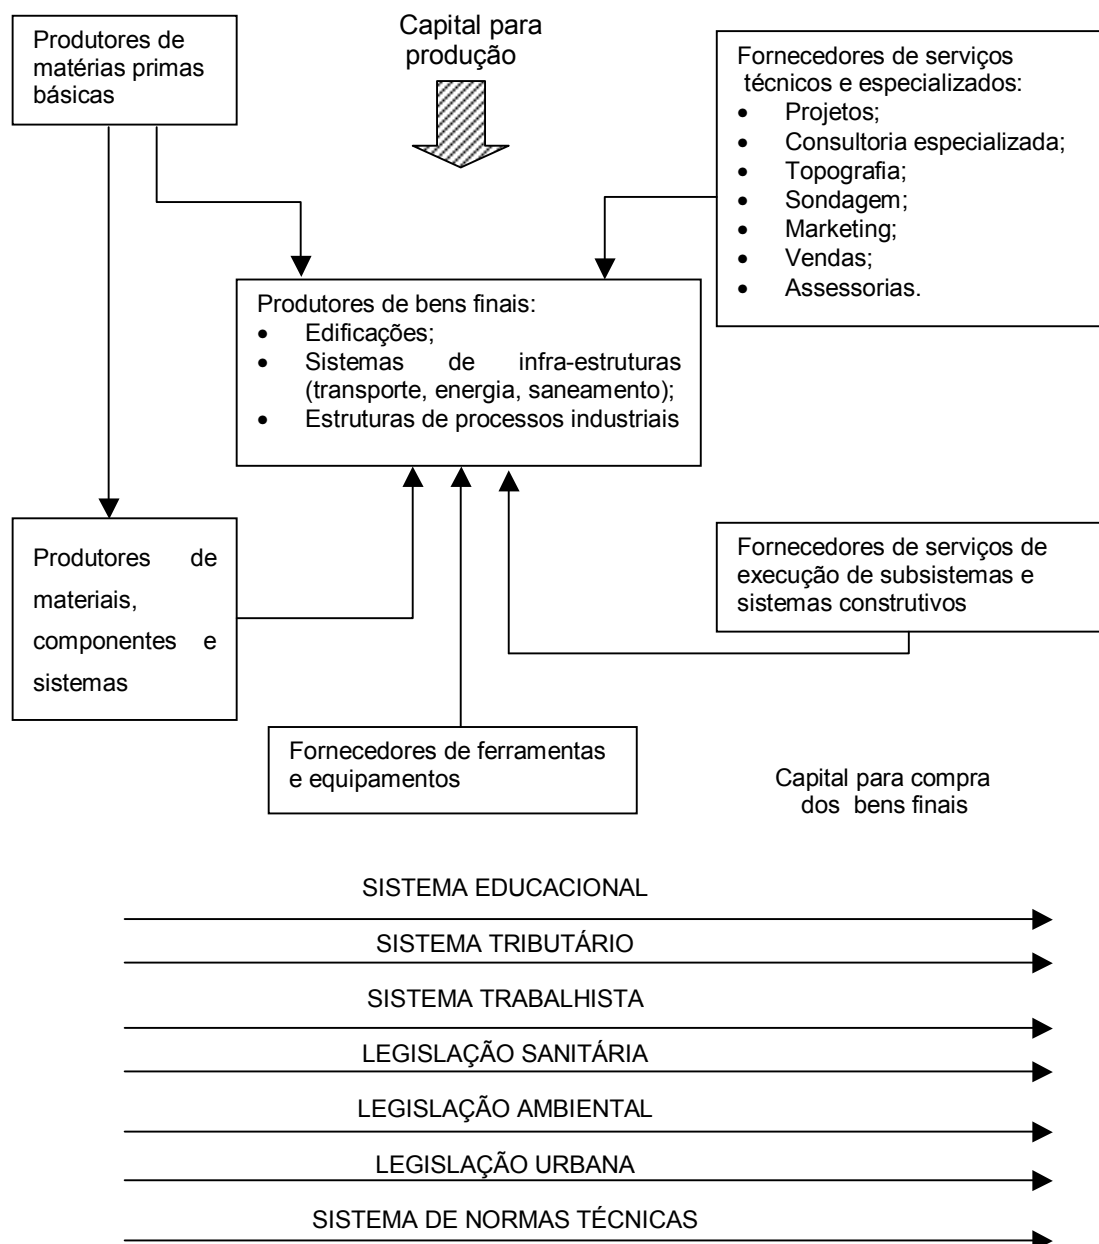 Produtores de
matérias primas
básicas
Capital para
produção
Fornecedores de serviços
técnicos e especializados:
• Projetos;
• Consultoria especializada;
• Topografia;
• Sondagem;
• Marketing;
• Vendas;
• Assessorias.
Produtores de bens finais:
• Edificações;
• Sistemas de infra-estruturas
(transporte, energia, saneamento);
• Estruturas de processos industriais
Produtores de
materiais,
componentes e
sistemas
Fornecedores de serviços de
execução de subsistemas e
sistemas construtivos
Fornecedores de ferramentas
e equipamentos
Capital para compra
dos bens finais
SISTEMA EDUCACIONAL
SISTEMA TRIBUTÁRIO
SISTEMA TRABALHISTA
LEGISLAÇÃO SANITÁRIA
LEGISLAÇÃO AMBIENTAL
LEGISLAÇÃO URBANA
SISTEMA DE NORMAS TÉCNICAS